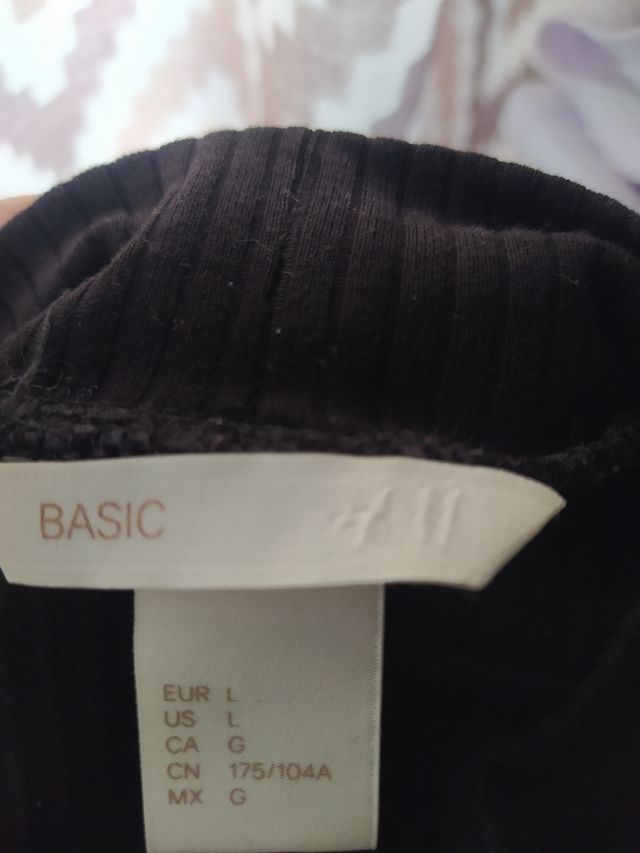 BASIC H&M
EUR L
US L
CA G
CN 175/104A
MX G